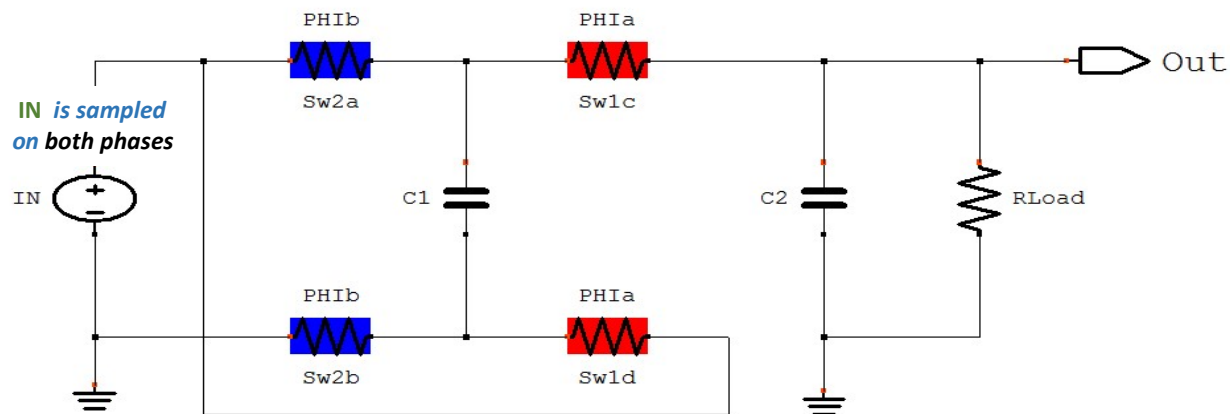 PHIb
PHIa
Out
Sw2a
Sw1c
IN is sampled
on both phases
IN
C1
C2
RLoad
PHIb
PHIa
Sw2b
Sw1d